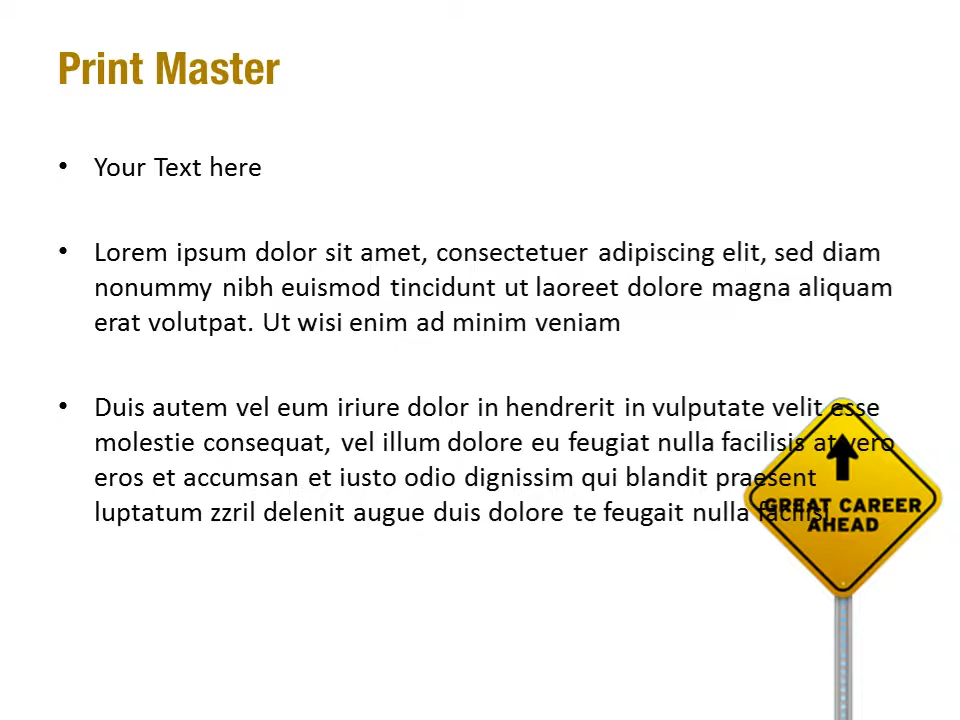 Print Master
• Your Text here
• Lorem ipsum dolor sit amet, consectetuer adipiscing elit, sed diam
nonummy nibh euismod tincidunt ut laoreet dolore magna aliquam
erat volutpat. Ut wisi enim ad minim veniam
• Duis autem vel eum iriure dolor in hendrerit in vulputate velit esse
molestie consequat, vel illum dolore eu feugiat nulla facilisis at vero
eros et accumsan et iusto odio dignissim qui blandit praesent
luptatum zzril delenit augue duis dolore te feugait nulla facilisi
GREAT CAREER
AHEAD